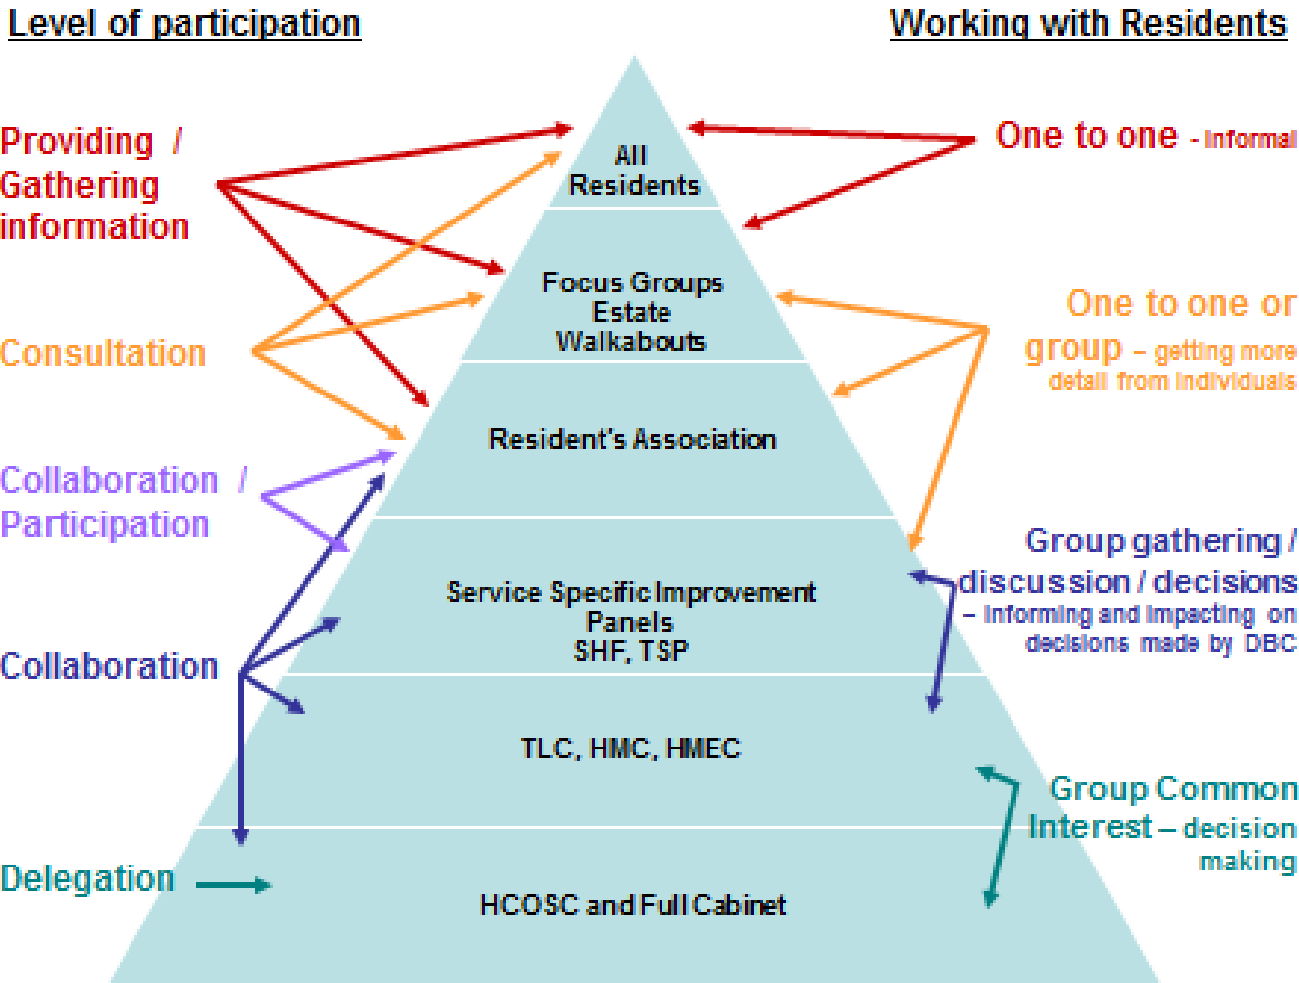 Level of participation
Working with Residents
Providing /
Gathering
information
Consultation
Collaboration /
Participation
Collaboration
Delegation
All
Residents
Focus Groups
Estate
Walkabouts
Resident's Association
Service Specific Improvement
Panels
SHF, TSP
TLC, HMC, HMEC
HCOSC and Full Cabinet
One to one - Informal
One to one or
group – getting more
detail from individuals
Group gathering /
discussion / decisions
– Informing and impacting on
decisions made by DBC
Group Common
Interest – decision
making